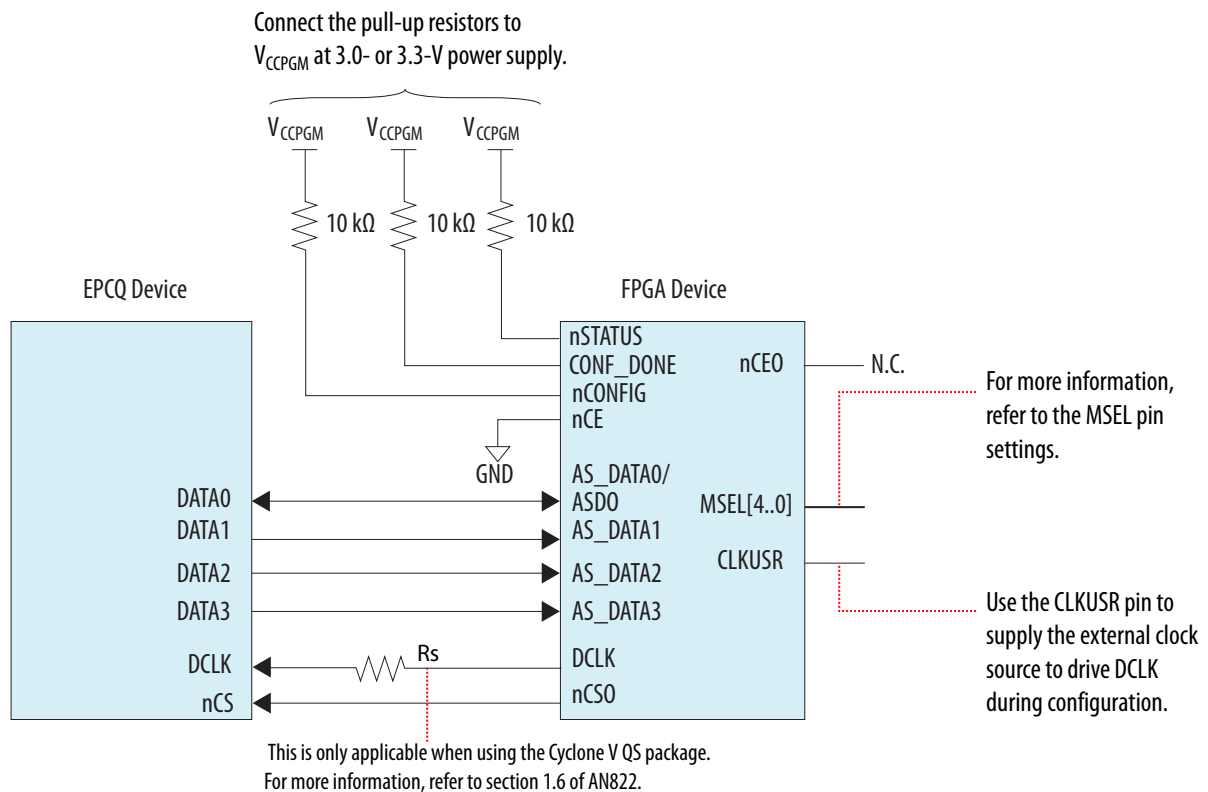 Connect the pull-up resistors to
VCCPGM at 3.0- or 3.3-V power supply.
VCCPGM VCCPGM VCCPGM
10 kΩ 10 kΩ 10 kΩ
EPCQ Device
FPGA Device
nSTATUS
CONF_DONE
nCONFIG
nCE
GND
nCEO
N.C.
For more information,
refer to the MSEL pin
settings.
DATA0
DATA1
DATA2
DATA3
DCLK
nCS
Rs
AS_DATA0/
ASDO
AS_DATA1
AS_DATA2
AS_DATA3
DCLK
nCSO
MSEL[4..0]
CLKUSR
Use the CLKUSR pin to
supply the external clock
source to drive DCLK
during configuration.
This is only applicable when using the Cyclone V QS package.
For more information, refer to section 1.6 of AN822.